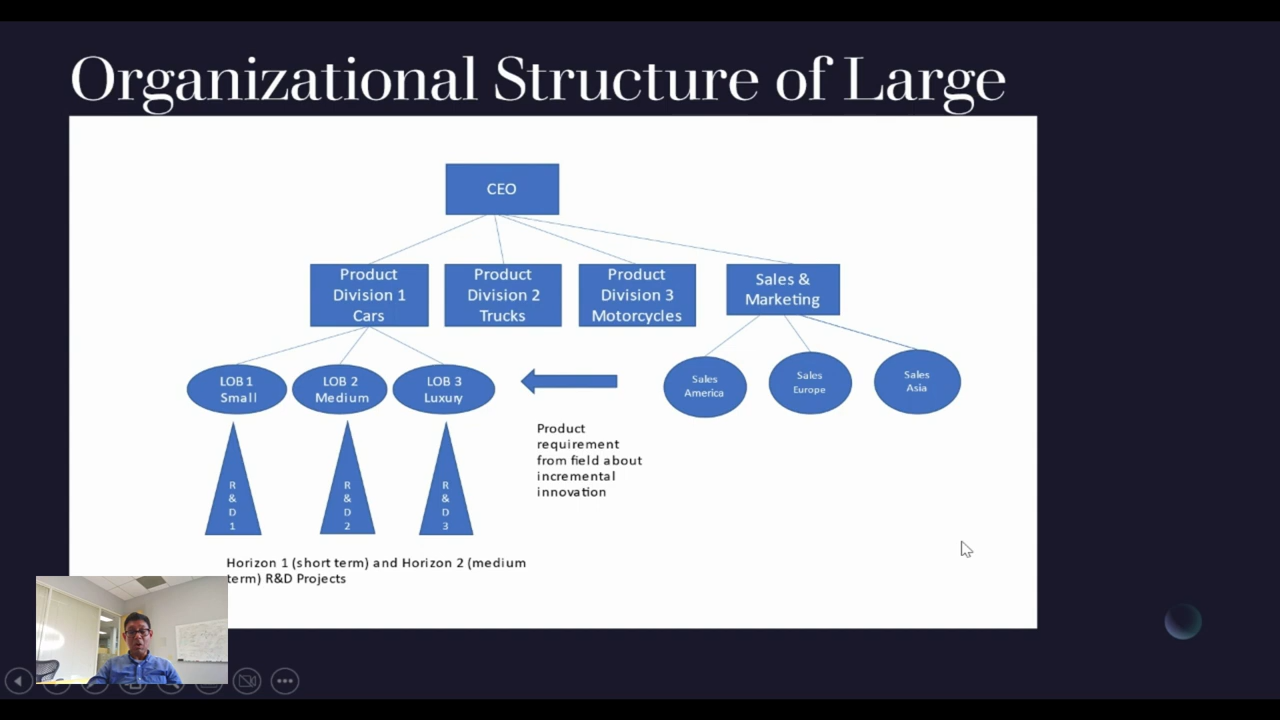 Organizational Structure of Large
CEO
Product
Division 1
Cars
Product
Division 2
Trucks
Product
Division 3
Motorcycles
Sales &
Marketing
LOB 1
Small
LOB 2
Medium
LOB 3
Luxury
Sales
America
Sales
Europe
Sales
Asia
Product
requirement
from field about
incremental
innovation
R
&
D
1
R
&
D
2
R
&
D
3
Horizon 1 (short term) and Horizon 2 (medium
term) R&D Projects